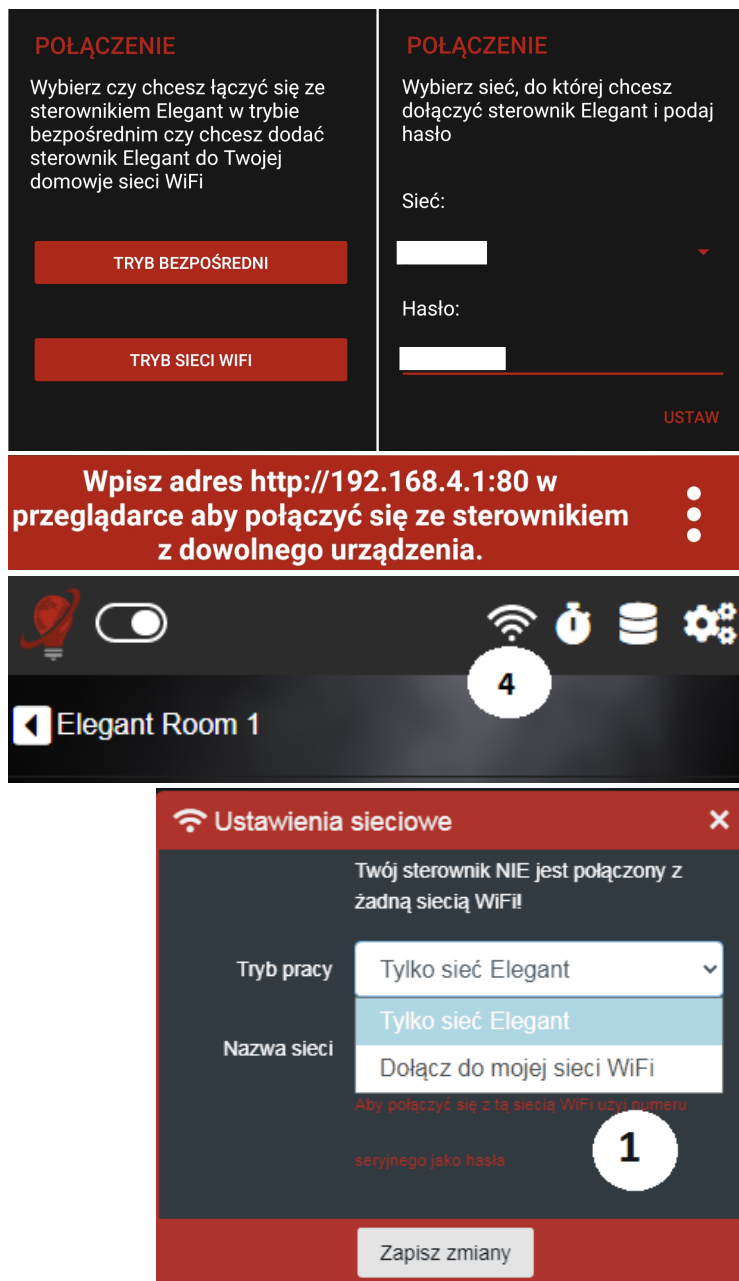 POŁĄCZENIE
Wybierz czy chcesz łączyć się ze
sterownikiem Elegant w trybie
bezpośrednim czy chcesz dodać
sterownik Elegant do Twojej
domowje sieci WiFi
TRYB BEZPOŚREDNI
TRYB SIECI WIFI
POŁĄCZENIE
Wybierz sieć, do której chcesz
dołączyć sterownik Elegant i podaj
hasło
Sieć:
Hasło:
USTAW
Wpisz adres http://192.168.4.1:80 w
przeglądarce aby połączyć się ze sterownikiem
z dowolnego urządzenia.
4
Elegant Room 1
Ustawienia sieciowe
Twój sterownik NIE jest połączony z
żadną siecią WiFi!
Tryb pracy
Tylko sieć Elegant
Tylko sieć Elegant
Nazwa sieci
Dołącz do mojej sieci WiFi
Aby połączyć się z tą siecią WiFi użyj numeru
1
seryjnego jako hasła
Zapisz zmiany